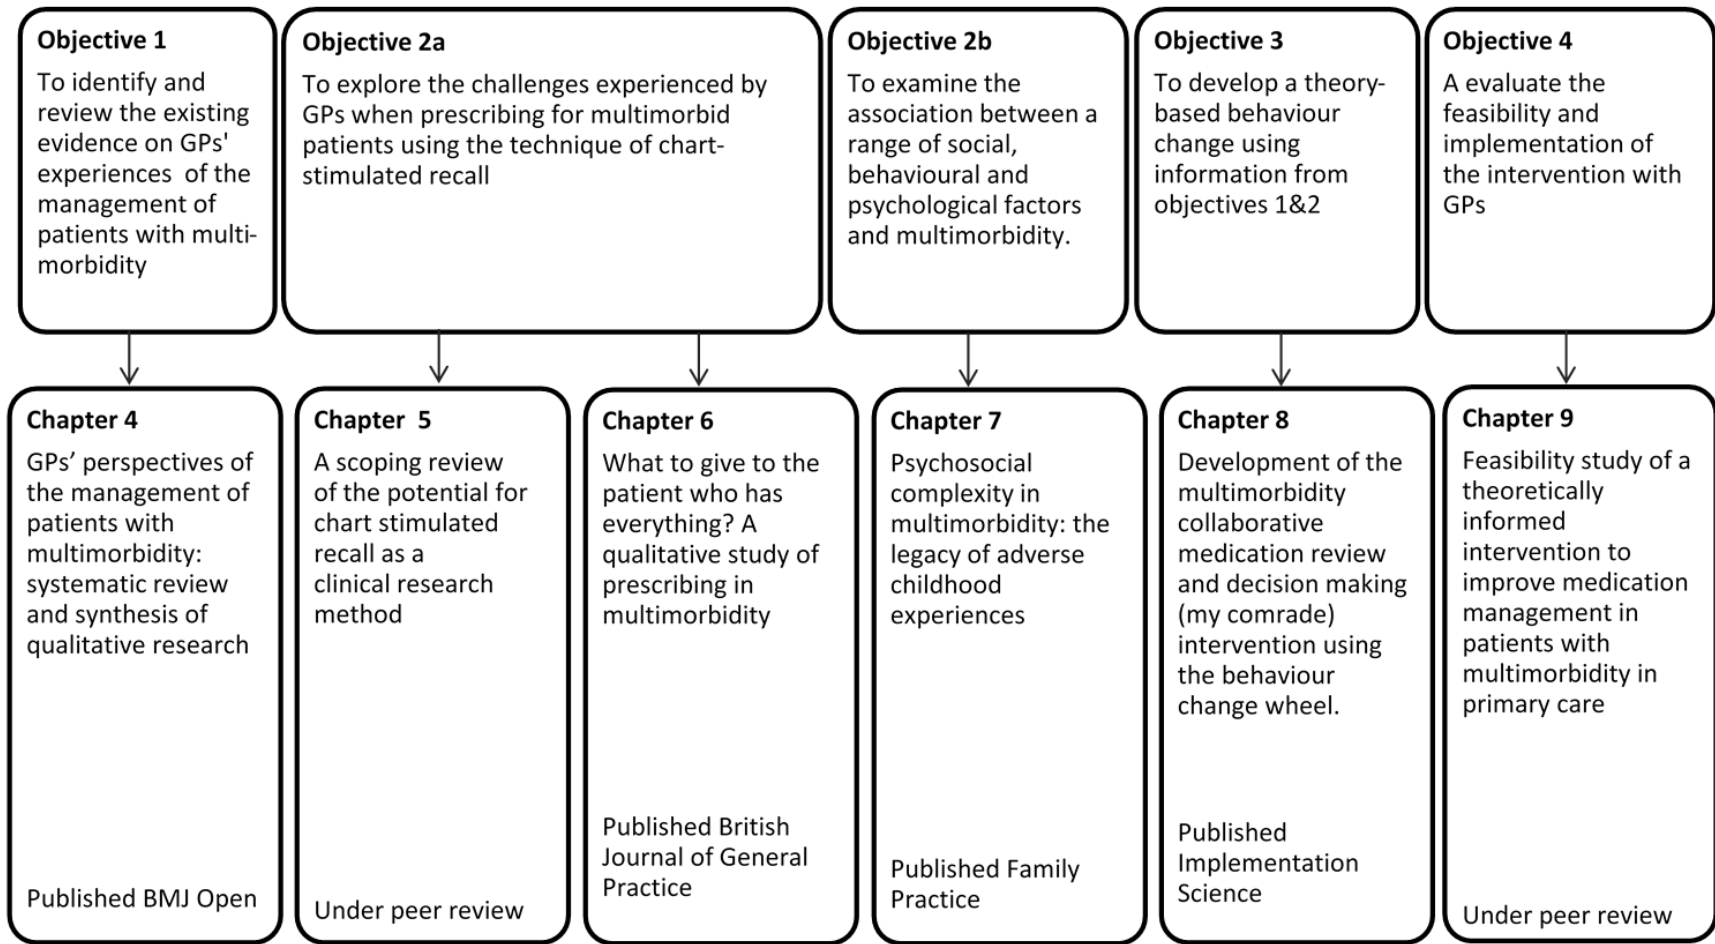 Objective 1
To identify and
review the existing
evidence on GPs'
experiences of the
management of
patients with multi-
morbidity
Objective 2a
To explore the challenges experienced by
GPs when prescribing for multimorbid
patients using the technique of chart-
stimulated recall
Objective 2b
To examine the
association between a
range of social,
behavioural and
psychological factors
and multimorbidity.
Objective 3
To develop a theory-
based behaviour
change using
information from
objectives 1&2
Objective 4
A evaluate the
feasibility and
implementation of
the intervention with
GPs
Chapter 4
GPs’ perspectives of
the management of
patients with
multimorbidity:
systematic review
and synthesis of
qualitative research
Published BMJ Open
Chapter 5
A scoping review
of the potential for
chart stimulated
recall as a
clinical research
method
Under peer review
Chapter 6
What to give to the
patient who has
everything? A
qualitative study of
prescribing in
multimorbidity
Published British
Journal of General
Practice
Chapter 7
Psychosocial
complexity in
multimorbidity: the
legacy of adverse
childhood
experiences
Published Family
Practice
Chapter 8
Development of the
multimorbidity
collaborative
medication review
and decision making
(my comrade)
intervention using
the behaviour
change wheel.
Published
Implementation
Science
Chapter 9
Feasibility study of a
theoretically
informed
intervention to
improve medication
management in
patients with
multimorbidity in
primary care
Under peer review